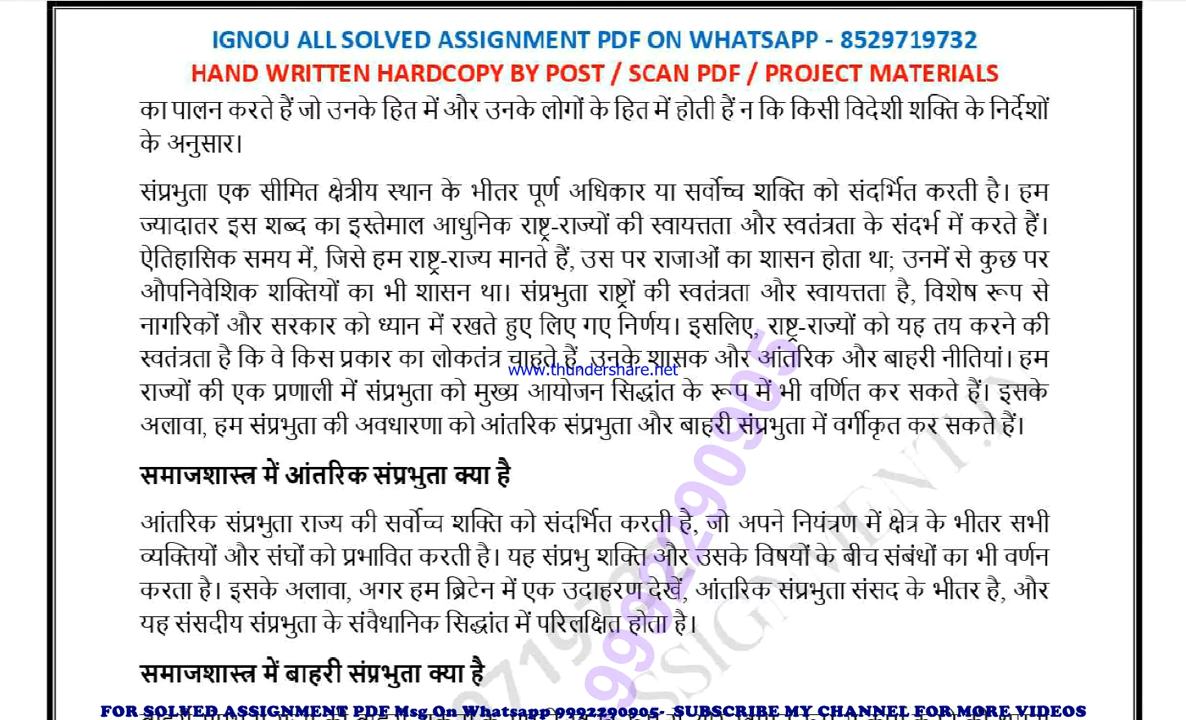 IGNOU ALL SOLVED ASSIGNMENT PDF ON WHATSAPP - 8529719732
HAND WRITTEN HARDCOPY BY POST / SCAN PDF / PROJECT MATERIALS
का पालन करते हैं जो उनके हित में और उनके लोगों के हित में होती हैं न कि किसी विदेशी शक्ति के निर्देशों
के अनुसार।
संप्रभुता एक सीमित क्षेत्रीय स्थान के भीतर पूर्ण अधिकार या सर्वोच्च शक्ति को संदर्भित करती है। हम
ज्यादातर इस शब्द का इस्तेमाल आधुनिक राष्ट्र-राज्यों की स्वायत्तता और स्वतंत्रता के संदर्भ में करते हैं।
ऐतिहासिक समय में, जिसे हम राष्ट्र-राज्य मानते हैं, उस पर राजाओं का शासन होता था; उनमें से कुछ पर
औपनिवेशिक शक्तियों का भी शासन था। संप्रभुता राष्ट्रों की स्वतंत्रता और स्वायत्तता है, विशेष रूप से
नागरिकों और सरकार को ध्यान में रखते हुए लिए गए निर्णय। इसलिए, राष्ट्र-राज्यों को यह तय करने की
स्वतंत्रता है कि वे किस प्रकार का लोकतंत्र चाहते हैं, उनके शासक और आंतरिक और बाहरी नीतियां। हम
www.thundershare.net
राज्यों की एक प्रणाली में संप्रभुता को मुख्य आयोजन सिद्धांत के रूप में भी वर्णित कर सकते हैं। इसके
अलावा, हम संप्रभुता की अवधारणा को आंतरिक संप्रभुता और बाहरी संप्रभुता में वर्गीकृत कर सकते हैं।
समाजशास्त्र में आंतरिक संप्रभुता क्या है
आंतरिक संप्रभुता राज्य की सर्वोच्च शक्ति को संदर्भित करती है, जो अपने नियंत्रण में क्षेत्र के भीतर सभी
व्यक्तियों और संघों को प्रभावित करती है। यह संप्रभु शक्ति और उसके विषयों के बीच संबंधों का भी वर्णन
करता है। इसके अलावा, अगर हम ब्रिटेन में एक उदाहरण देखें, आंतरिक संप्रभुता संसद के भीतर है, और
यह संसदीय संप्रभुता के संवैधानिक सिद्धांत में परिलक्षित होता है।
9992290905
समाजशास्त्र में बाहरी संप्रभुता क्या है
FOR SOLVED ASSIGNMENT PDF Msg On Whatsapp 9992290905- SUBSCRIBE MY CHANNEL FOR MORE VIDEOS